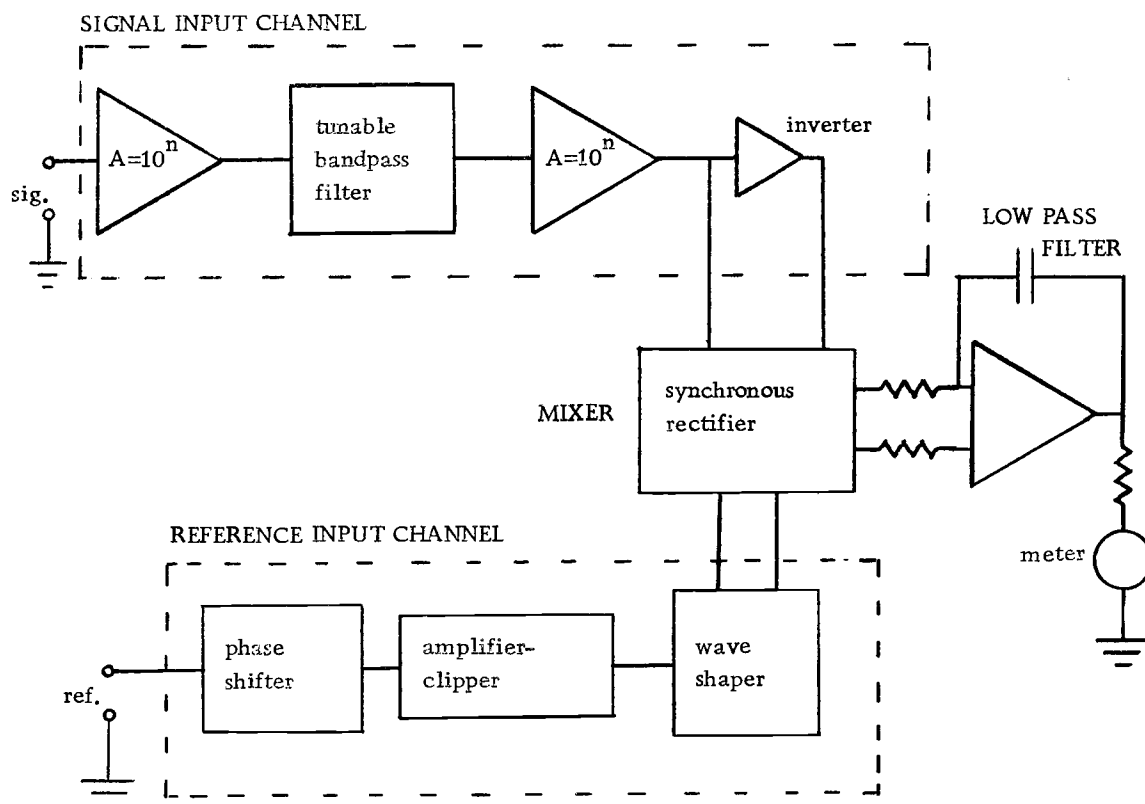 SIGNAL INPUT CHANNEL
sig.
A=10^n
tunable
bandpass
filter
A=10^n
inverter
LOW PASS
FILTER
MIXER
synchronous
rectifier
meter
REFERENCE INPUT CHANNEL
ref.
phase
shifter
amplifier-
clipper
wave
shaper